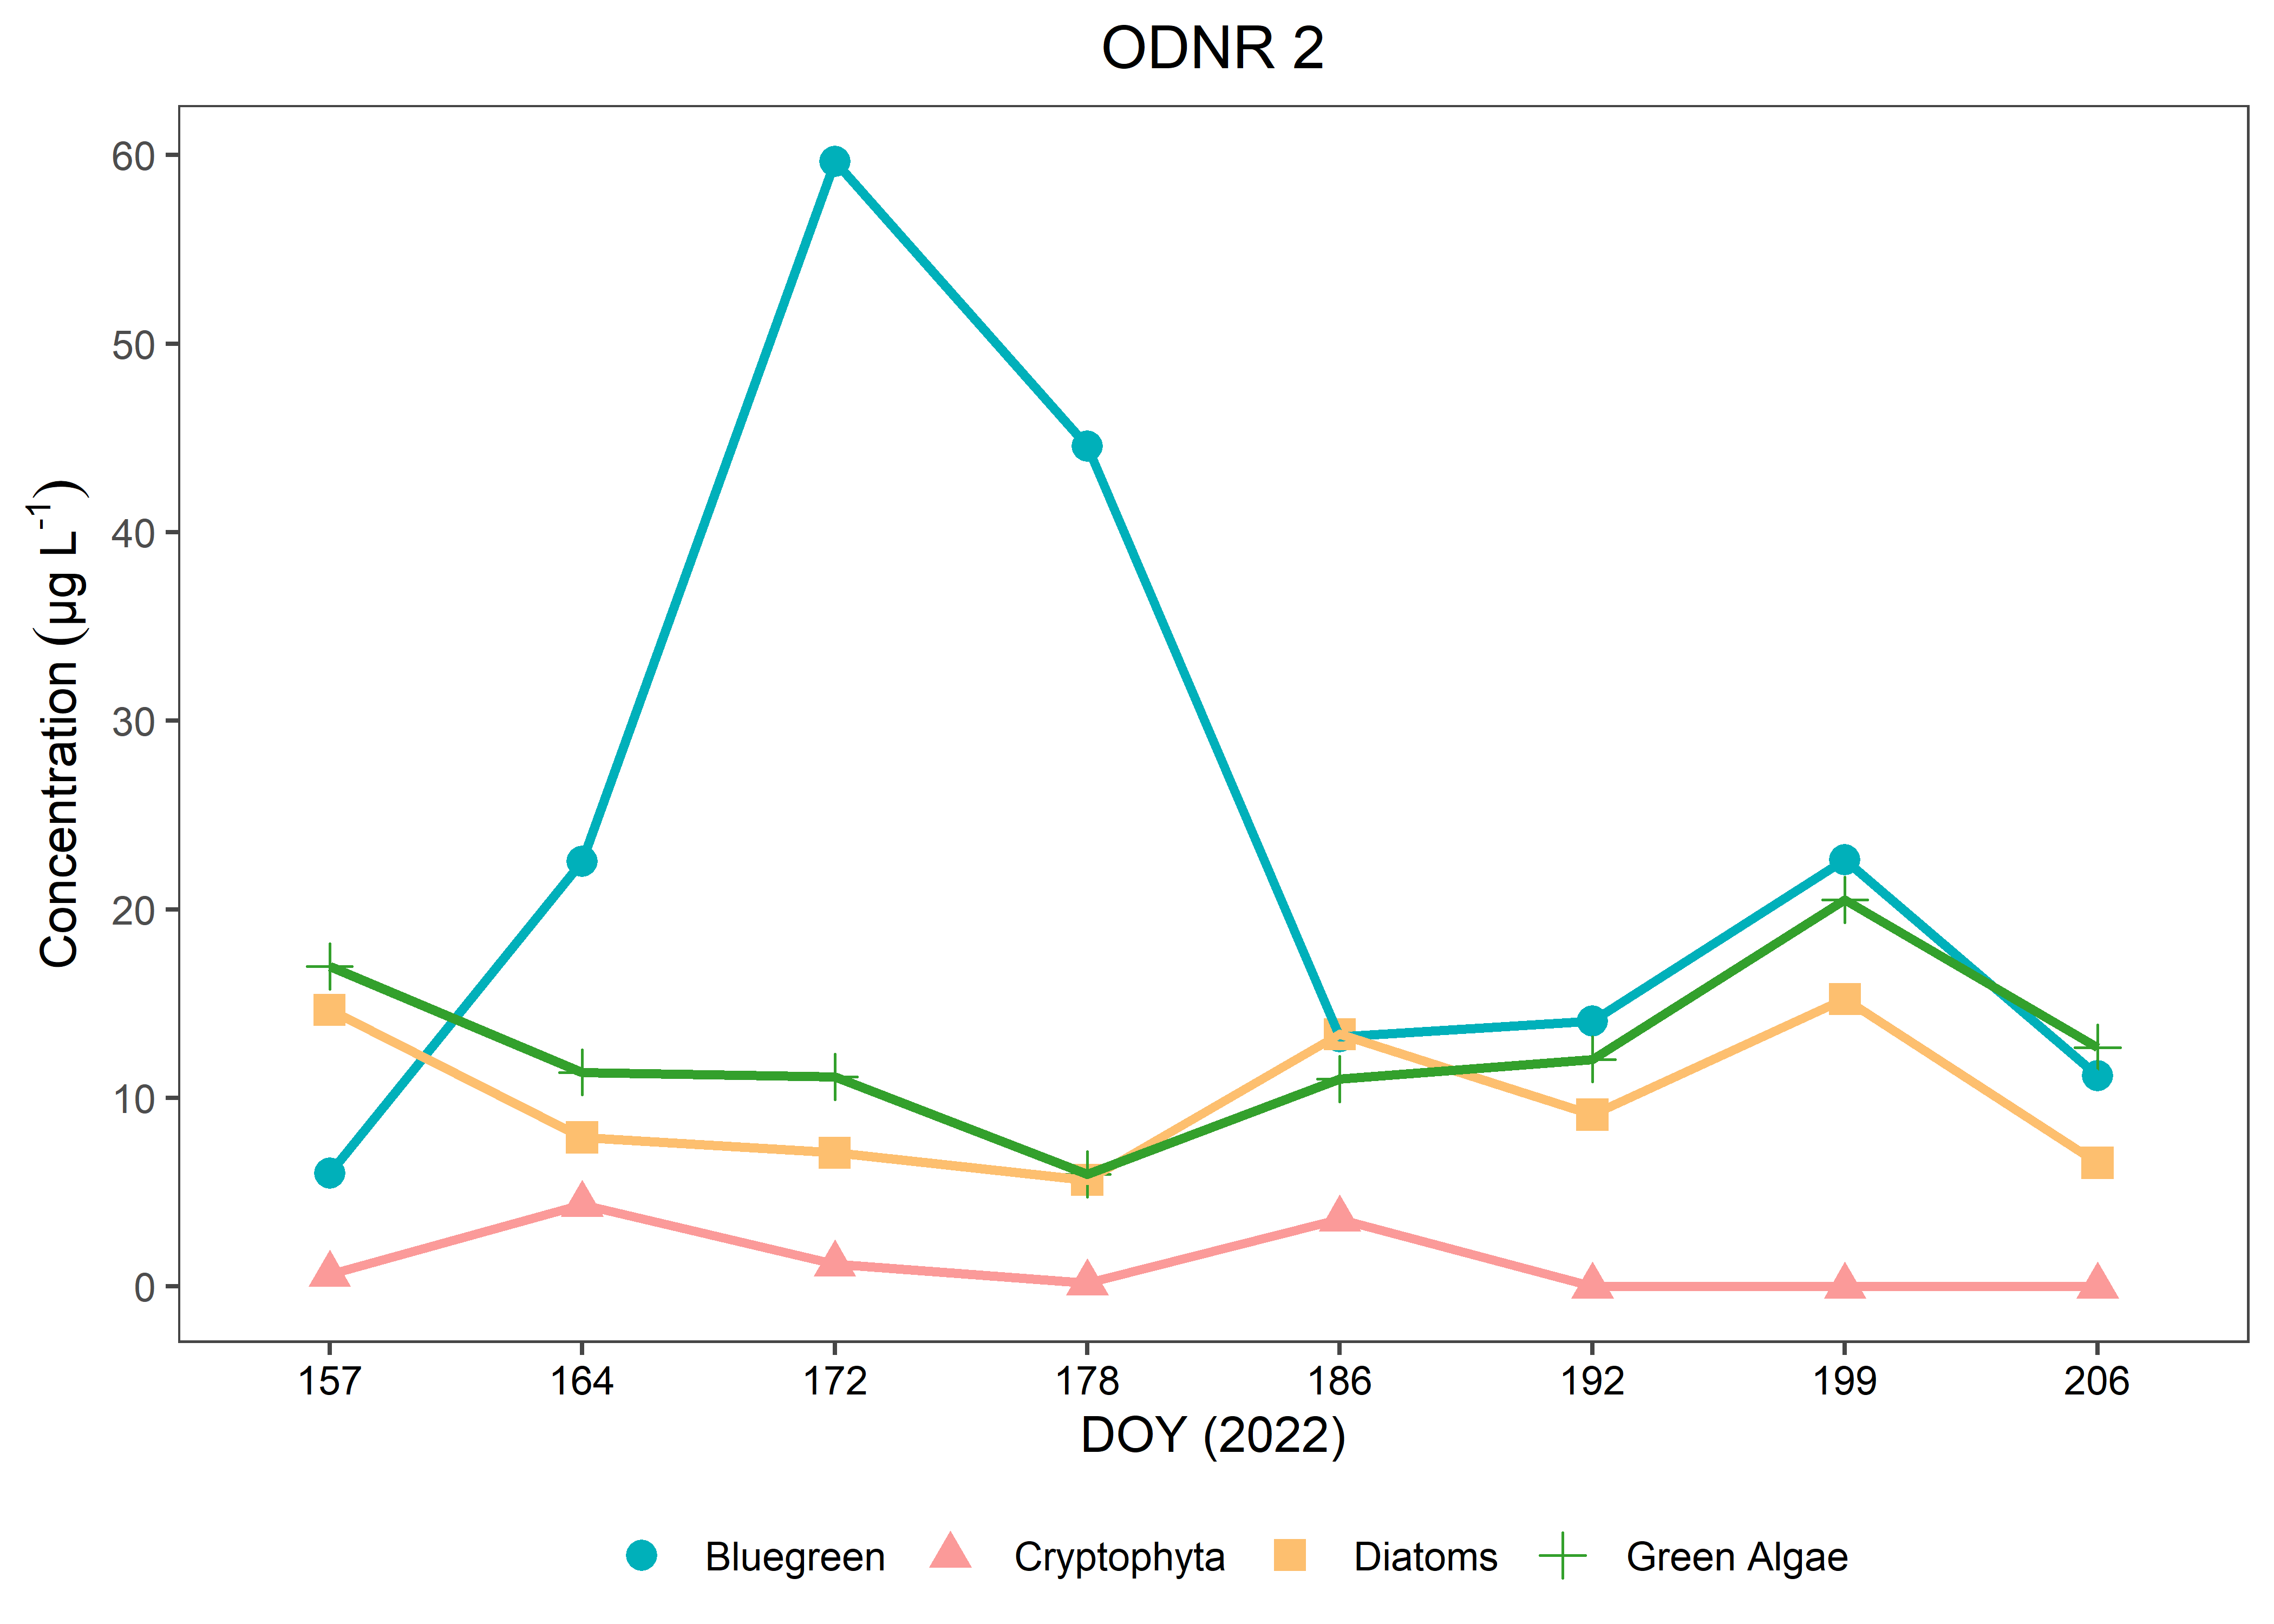 ODNR 2
Concentration (µg L⁻¹)
60
50
40
30
20
10
0
157 164 172 178 186 192 199 206
DOY (2022)
Bluegreen Cryptophyta Diatoms Green Algae